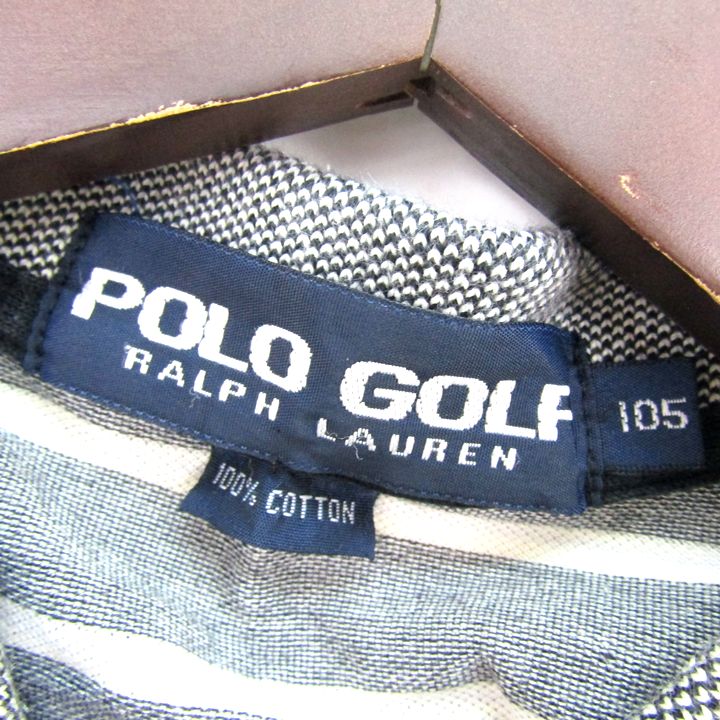 POLO GOLF
RALPH LAUREN
105
100% COTTON